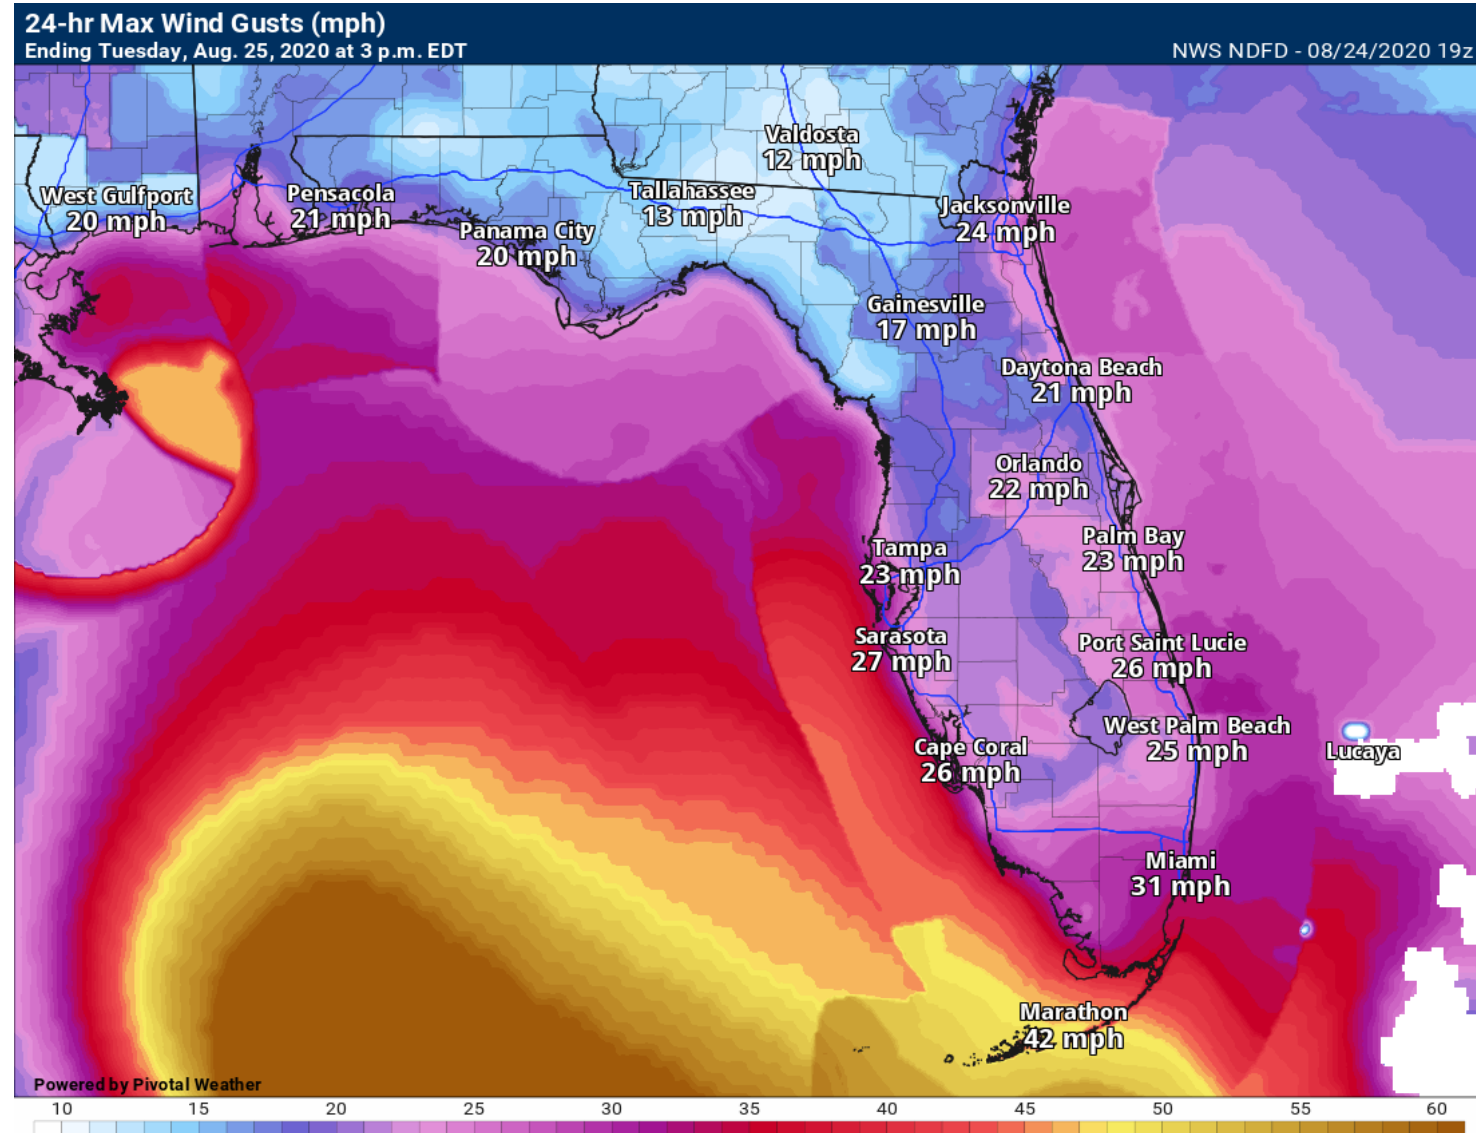 24-hr Max Wind Gusts (mph)
Ending Tuesday, Aug. 25, 2020 at 3 p.m. EDT
NWS NDFD - 08/24/2020 19z
Valdosta
12 mph
West Gulfport
20 mph
Pensacola
21 mph
Tallahassee
13 mph
Jacksonville
24 mph
Panama City
20 mph
Gainesville
17 mph
Daytona Beach
21 mph
Orlando
22 mph
Tampa
23 mph
Palm Bay
23 mph
Sarasota
27 mph
Port Saint Lucie
26 mph
Cape Coral
26 mph
West Palm Beach
25 mph
Lucaya
Miami
31 mph
Marathon
42 mph
Powered by Pivotal Weather
10 15 20 25 30 35 40 45 50 55 60